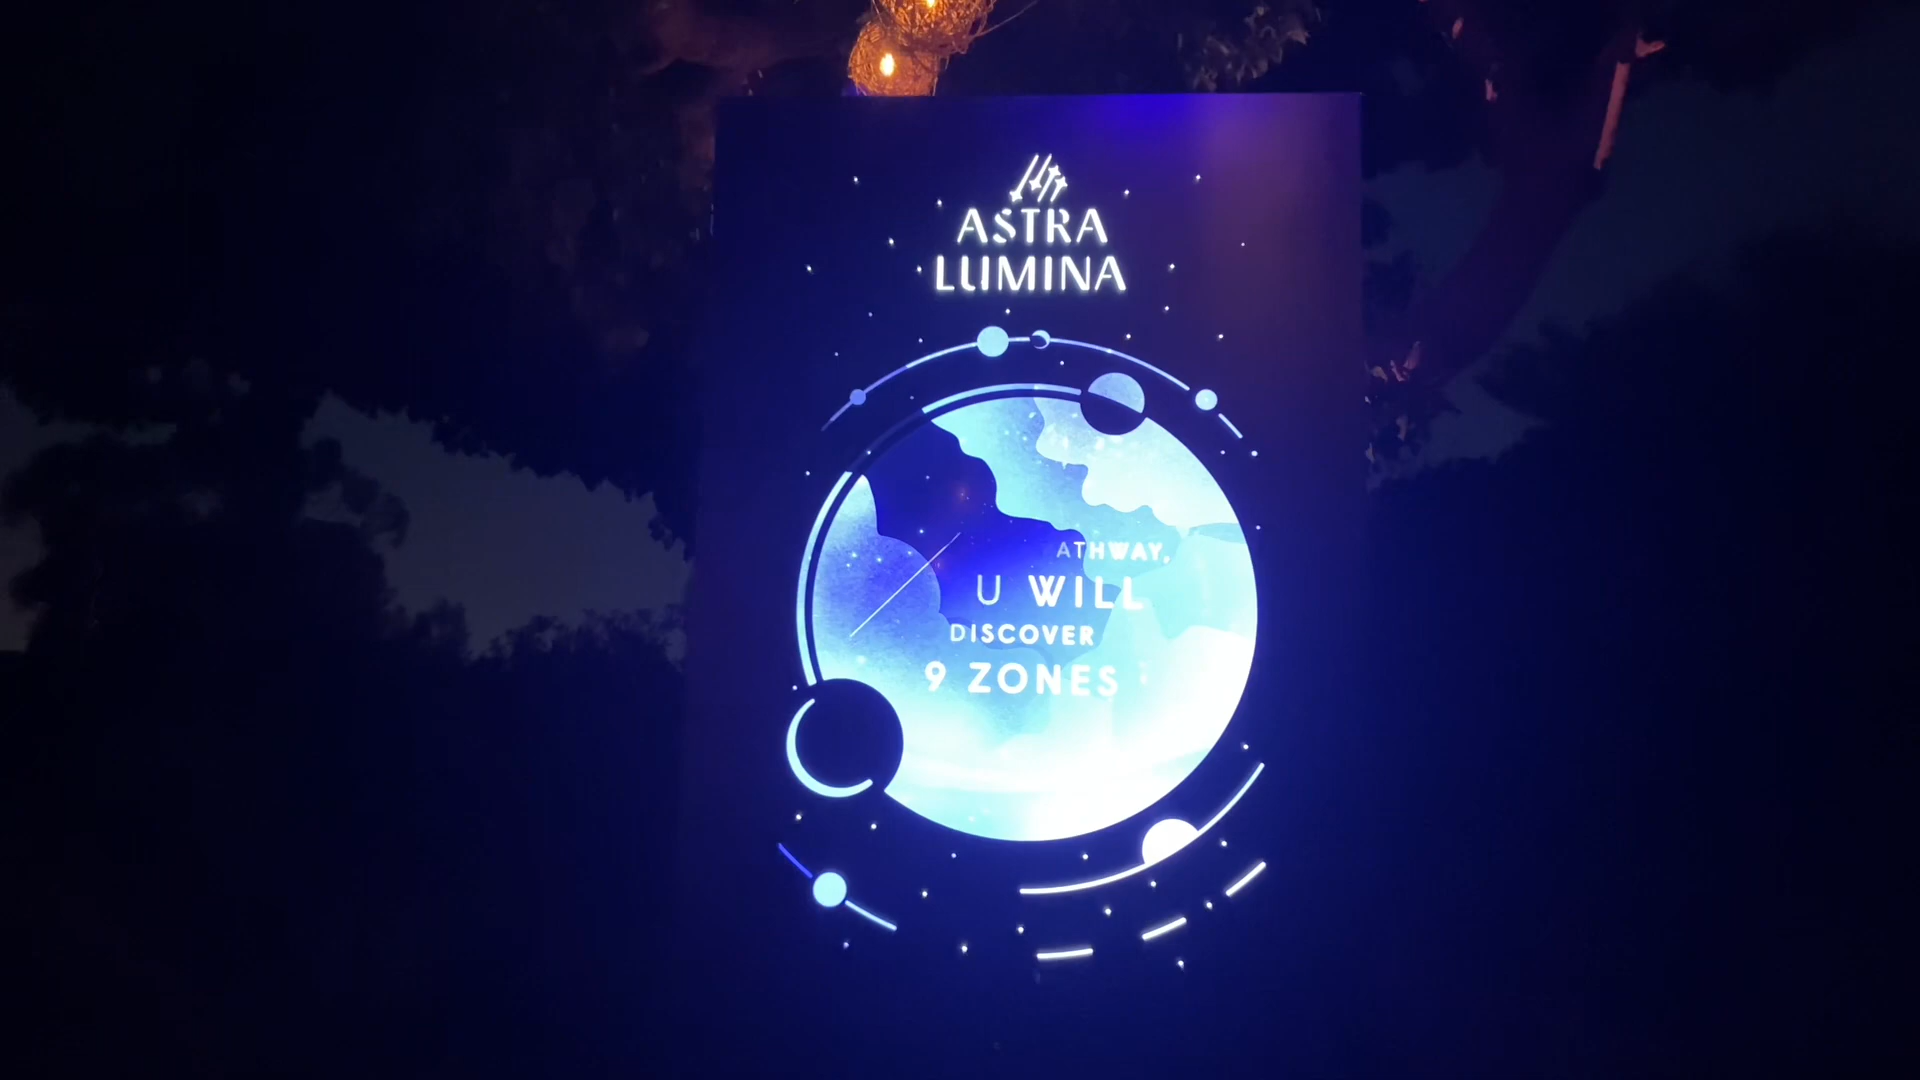 ASTRA
LUMINA
ATHWAY,
U WILL
DISCOVER
9 ZONES